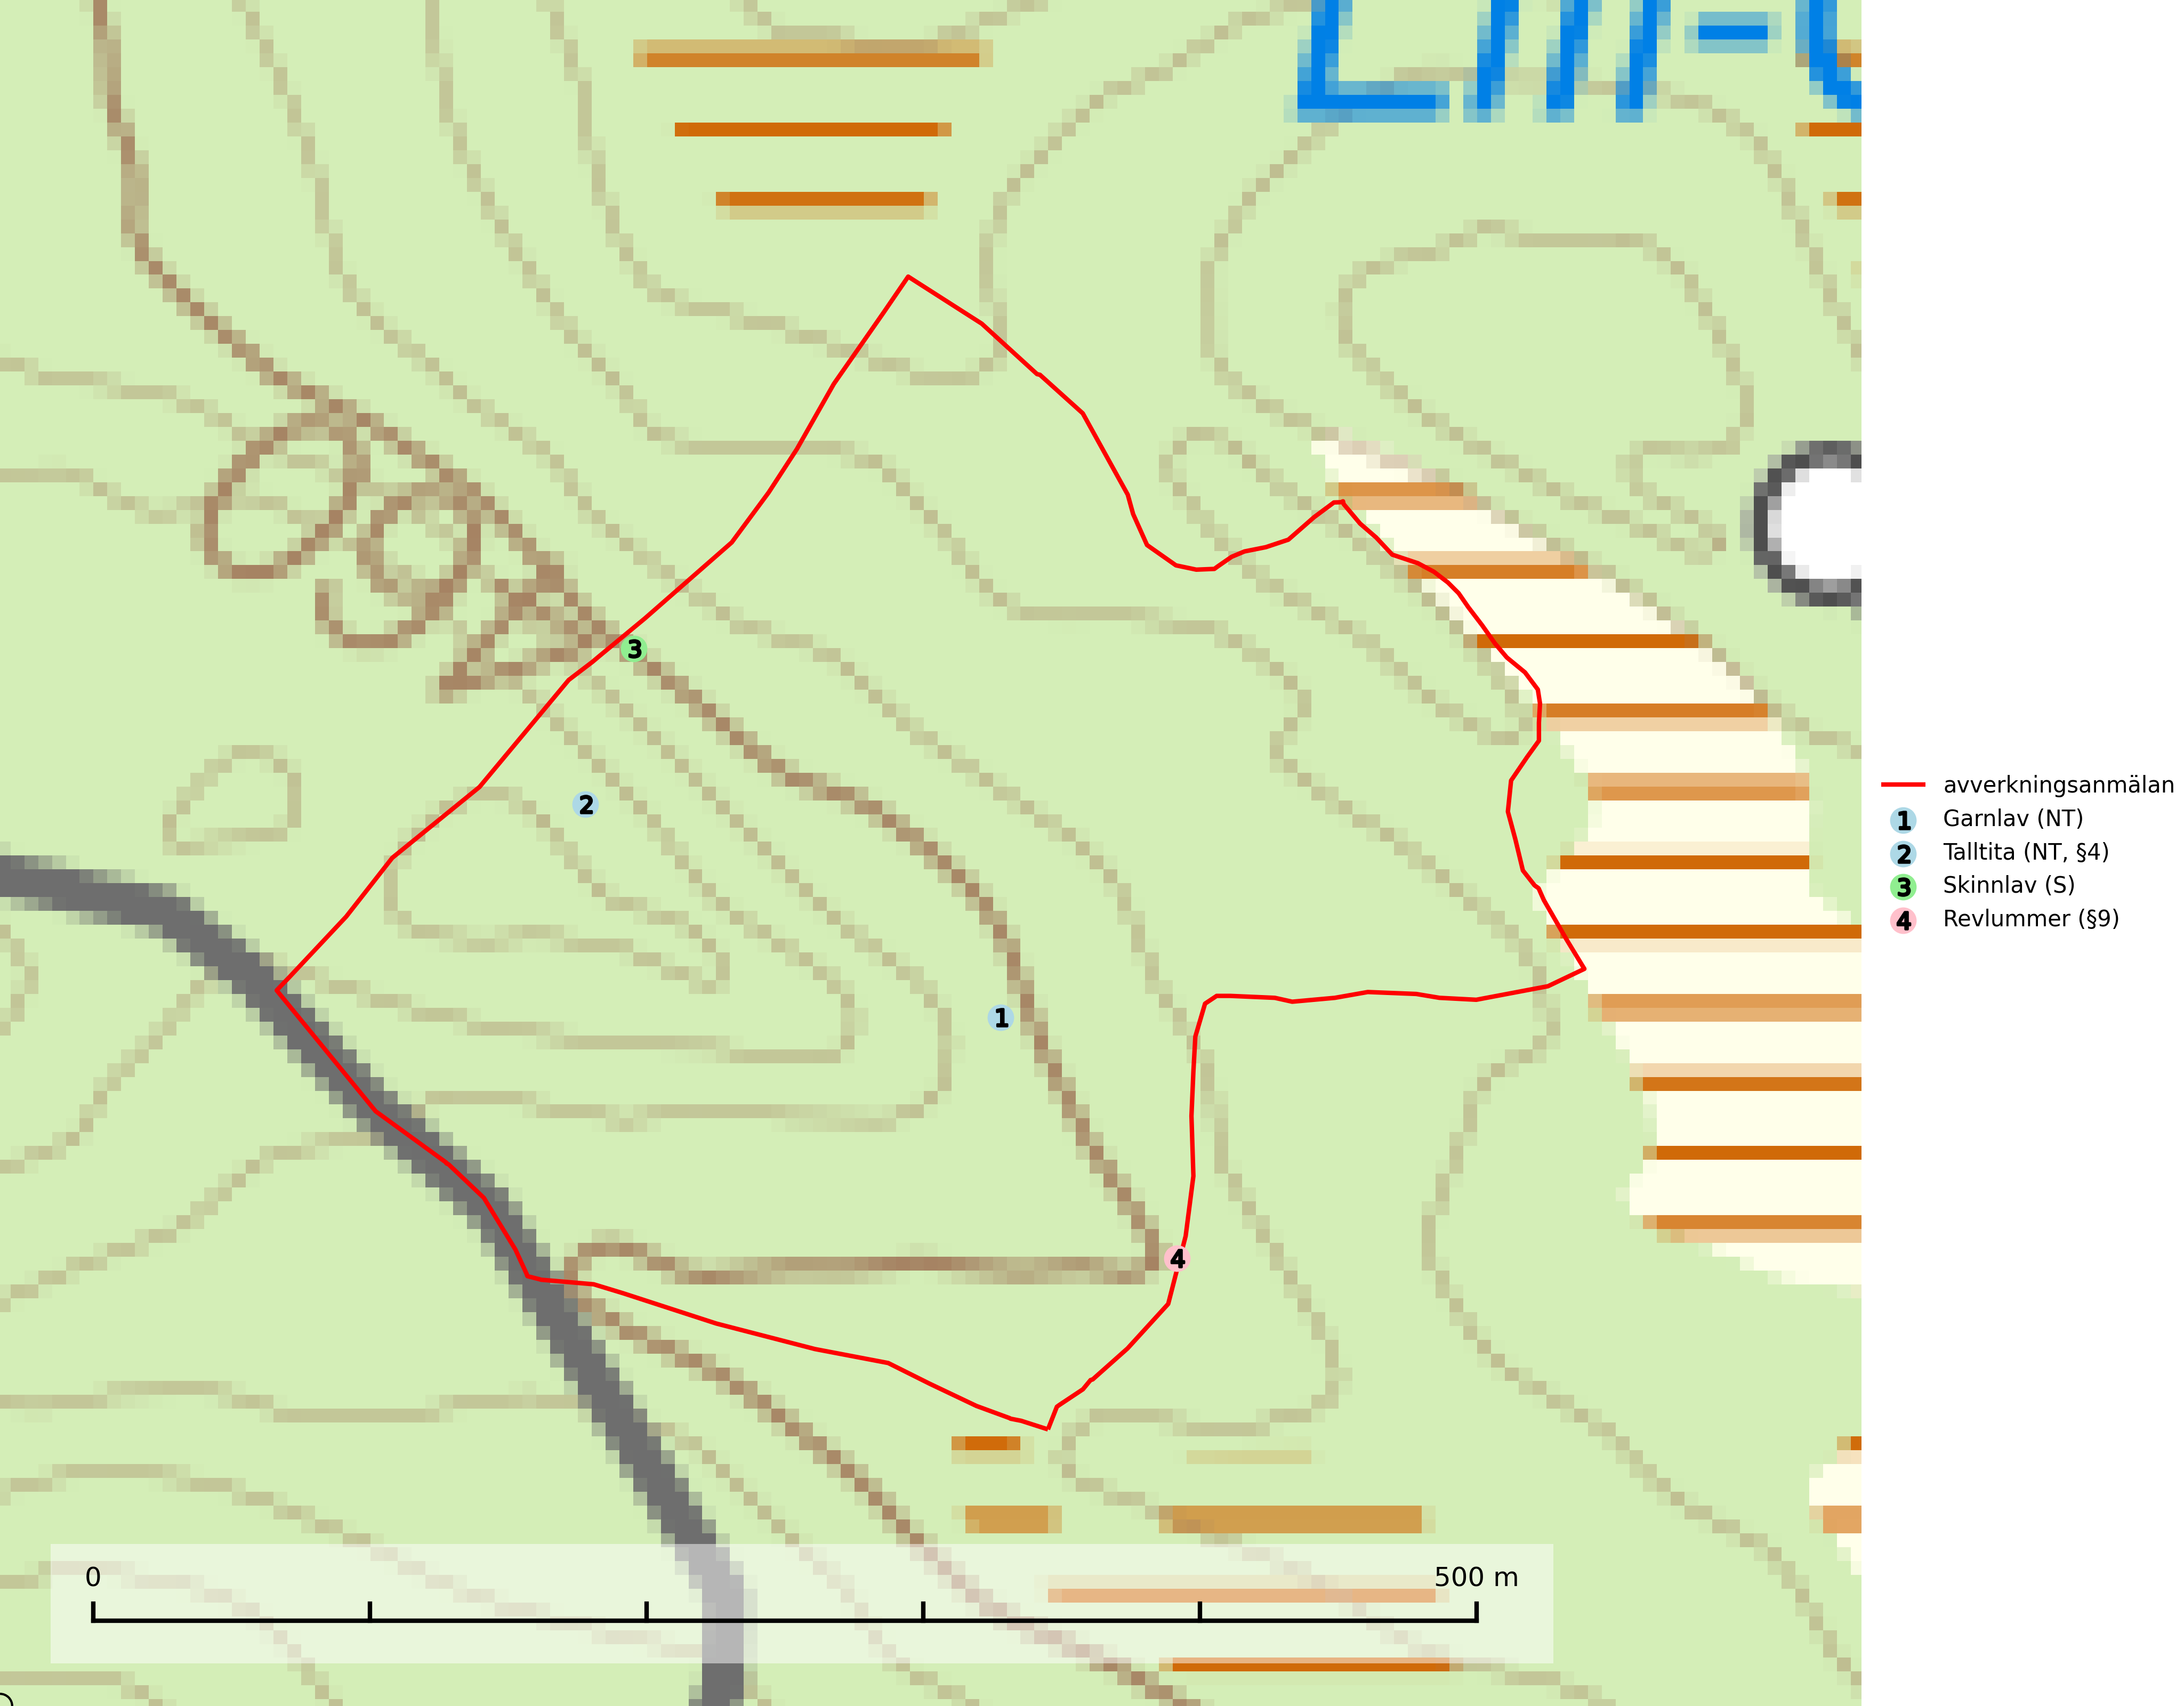 3
2
1
4
avverkningsanmälan
1 Garnlav (NT)
2 Talltita (NT, §4)
3 Skinnlav (S)
4 Revlummer (§9)
0 500 m